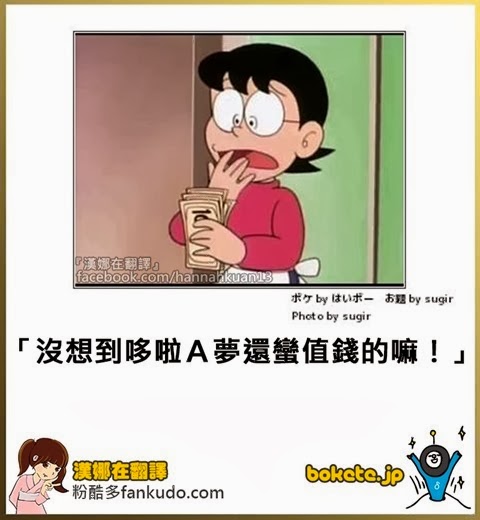 『漢娜在翻譯』
facebook.com/hannahkuan13
ボケ by はいボー　お題 by sugir
Photo by sugir
「沒想到哆啦Ａ夢還蠻值錢的嘛！」
漢娜在翻譯
粉酷多fankudo.com
bokete.jp